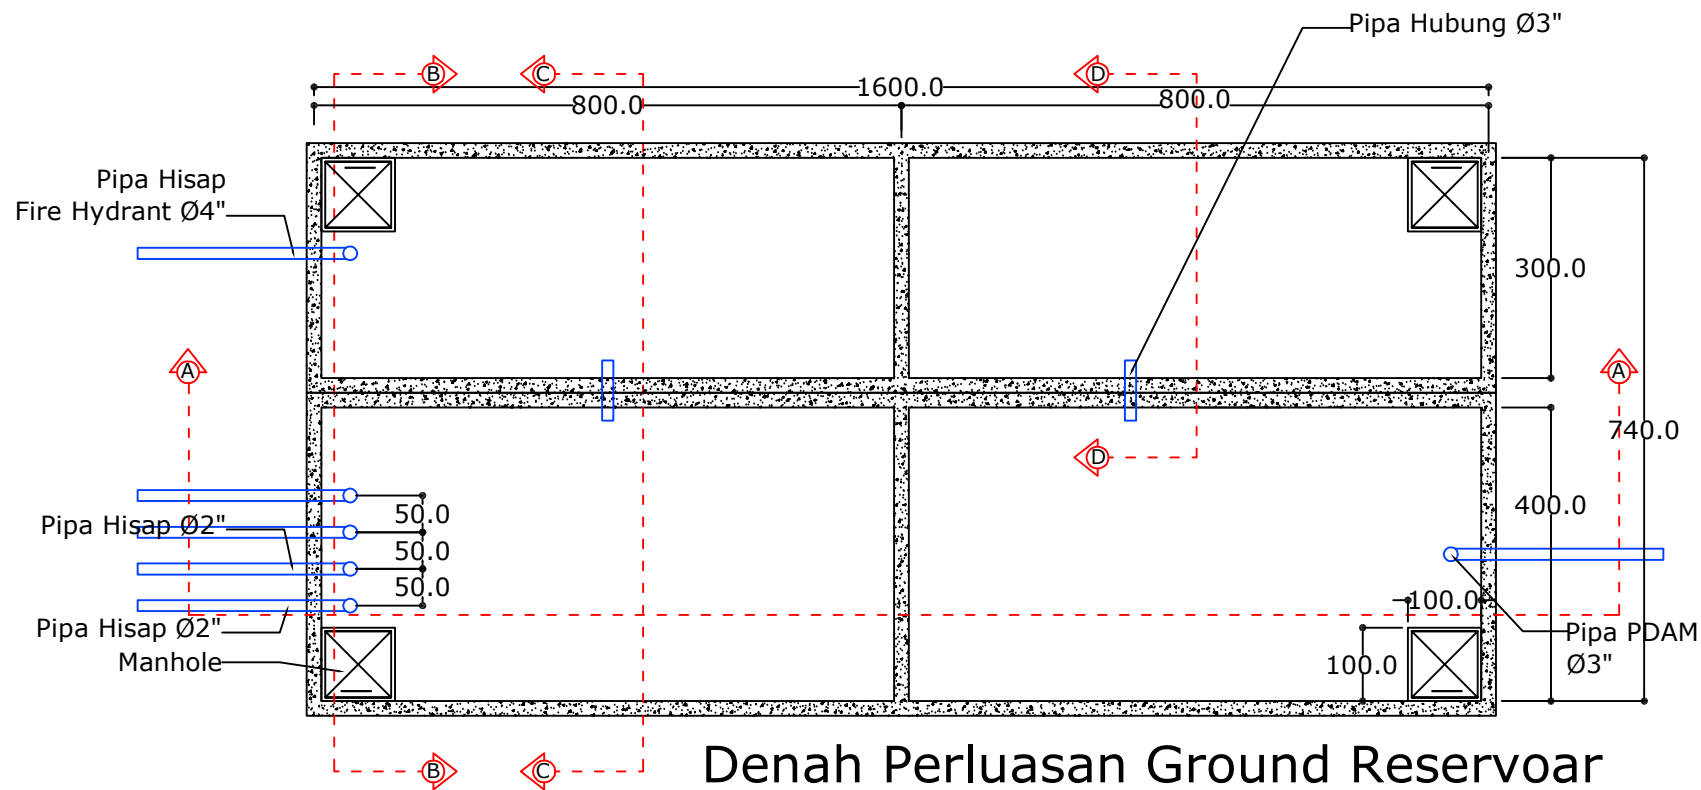 Pipa Hubung Ø3"
B
C
D
1600.0
800.0
800.0
Pipa Hisap
Fire Hydrant Ø4"
300.0
A
A
740.0
D
400.0
50.0
Pipa Hisap Ø2"
50.0
50.0
100.0
Pipa Hisap Ø2"
Manhole
100.0
Pipa PDAM
Ø3"
B
C
Denah Perluasan Ground Reservoar